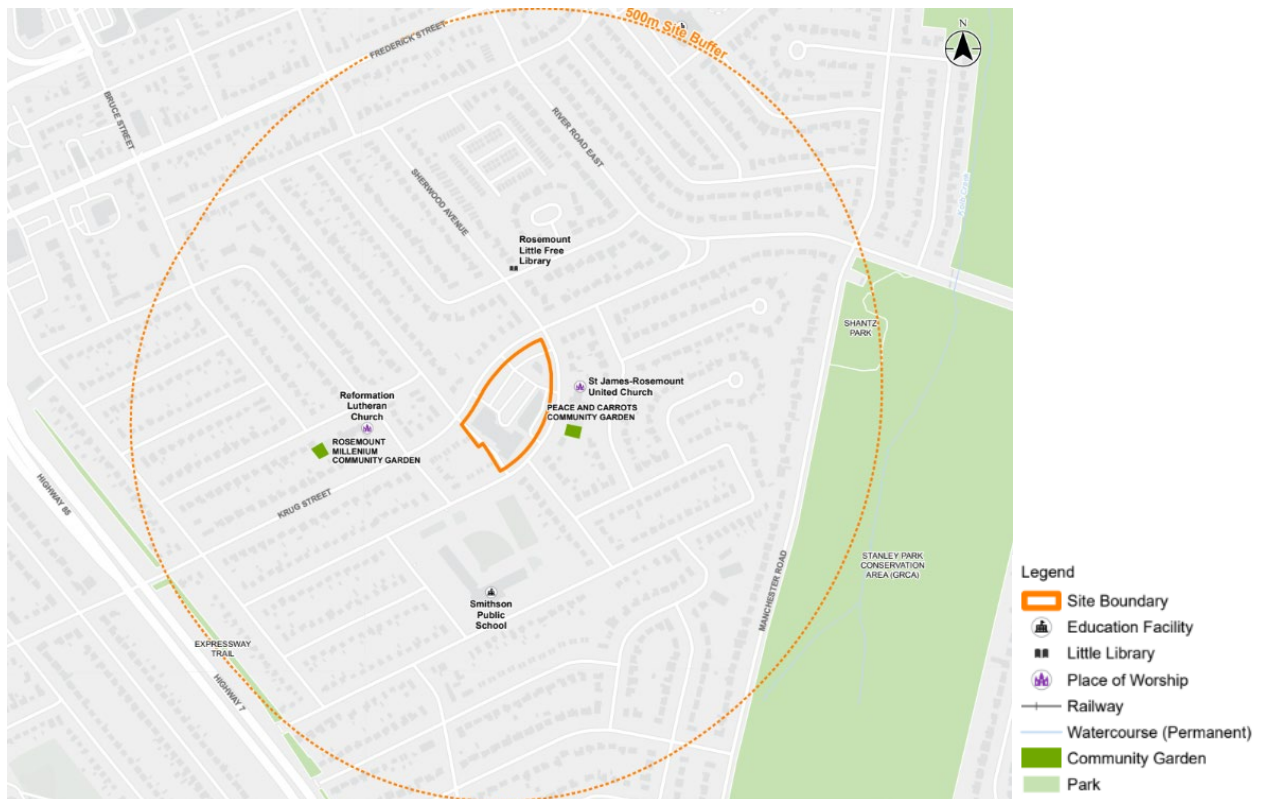 500m Site Buffer
N
FREDERICK STREET
BRUCE STREET
RIVER ROAD EAST
SHERWOOD AVENUE
Rosemount
Little Free
Library
SHANTZ
PARK
St James-Rosemount
United Church
PEACE AND CARROTS
COMMUNITY GARDEN
Reformation
Lutheran
Church
ROSEMOUNT
MILLENIUM
COMMUNITY GARDEN
KRUG STREET
HIGHWAY 85
STANLEY PARK
CONSERVATION
AREA (GRCA)
MANCHESTER ROAD
Smithson
Public
School
EXPRESSWAY
TRAIL
HIGHWAY 7
Legend
Site Boundary
Education Facility
Little Library
Place of Worship
Railway
Watercourse (Permanent)
Community Garden
Park